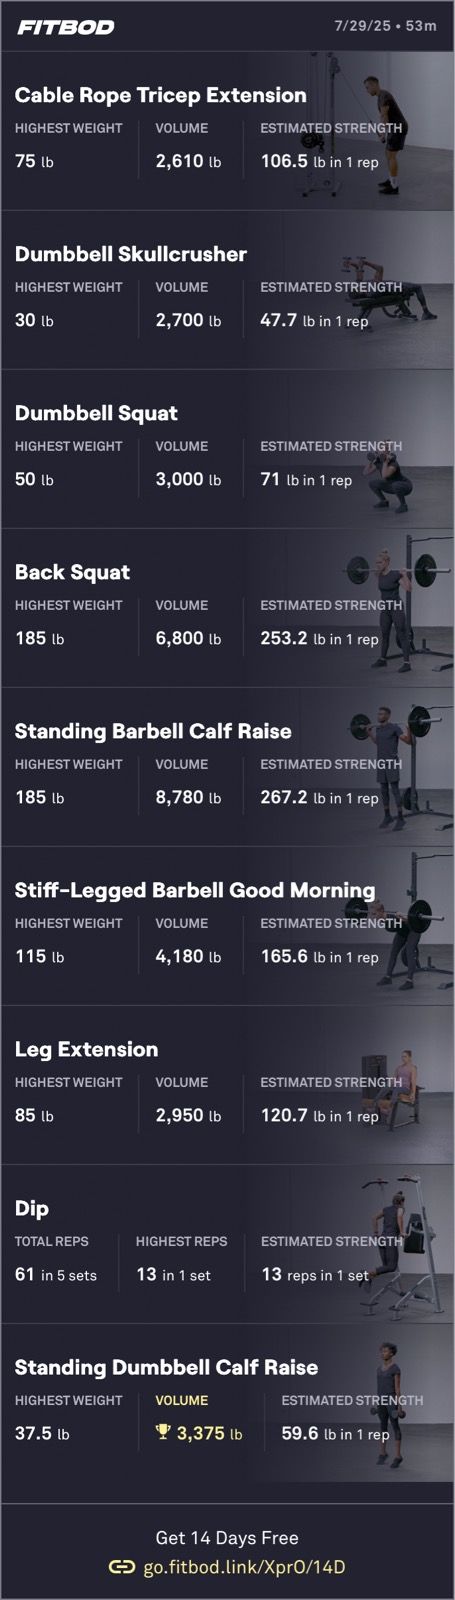 FITBOD 7/29/25 • 53m
Cable Rope Tricep Extension
HIGHEST WEIGHT VOLUME ESTIMATED STRENGTH
75 lb 2,610 lb 106.5 lb in 1 rep
Dumbbell Skullcrusher
HIGHEST WEIGHT VOLUME ESTIMATED STRENGTH
30 lb 2,700 lb 47.7 lb in 1 rep
Dumbbell Squat
HIGHEST WEIGHT VOLUME ESTIMATED STRENGTH
50 lb 3,000 lb 71 lb in 1 rep
Back Squat
HIGHEST WEIGHT VOLUME ESTIMATED STRENGTH
185 lb 6,800 lb 253.2 lb in 1 rep
Standing Barbell Calf Raise
HIGHEST WEIGHT VOLUME ESTIMATED STRENGTH
185 lb 8,780 lb 267.2 lb in 1 rep
Stiff-Legged Barbell Good Morning
HIGHEST WEIGHT VOLUME ESTIMATED STRENGTH
115 lb 4,180 lb 165.6 lb in 1 rep
Leg Extension
HIGHEST WEIGHT VOLUME ESTIMATED STRENGTH
85 lb 2,950 lb 120.7 lb in 1 rep
Dip
TOTAL REPS HIGHEST REPS ESTIMATED STRENGTH
61 in 5 sets 13 in 1 set 13 reps in 1 set
Standing Dumbbell Calf Raise
HIGHEST WEIGHT VOLUME ESTIMATED STRENGTH
37.5 lb 3,375 lb 59.6 lb in 1 rep
Get 14 Days Free
go.fitbod.link/XprO/14D